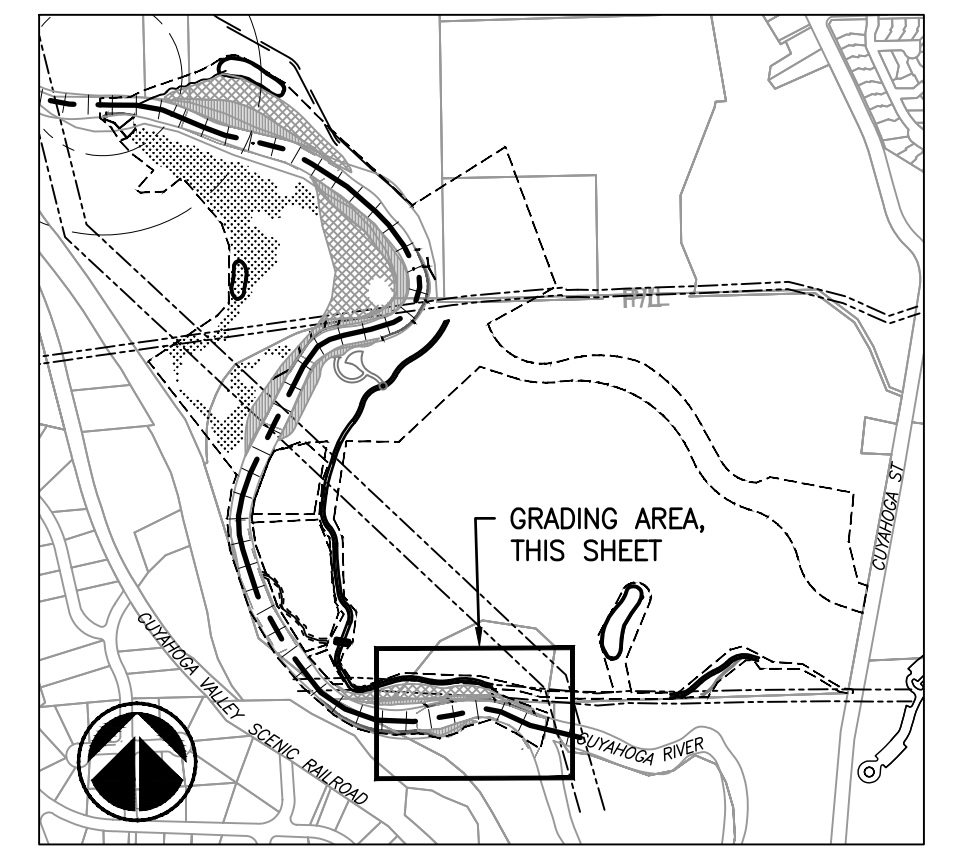 CUYAHOGA ST
GRADING AREA,
THIS SHEET
CUYAHOGA VALLEY SCENIC RAILROAD
CUYAHOGA RIVER